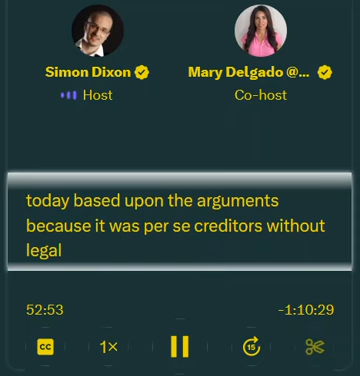 Simon Dixon
Mary Delgado @...
Host
Co-host
today based upon the arguments
because it was per se creditors without
legal
52:53
-1:10:29
CC
1×
15